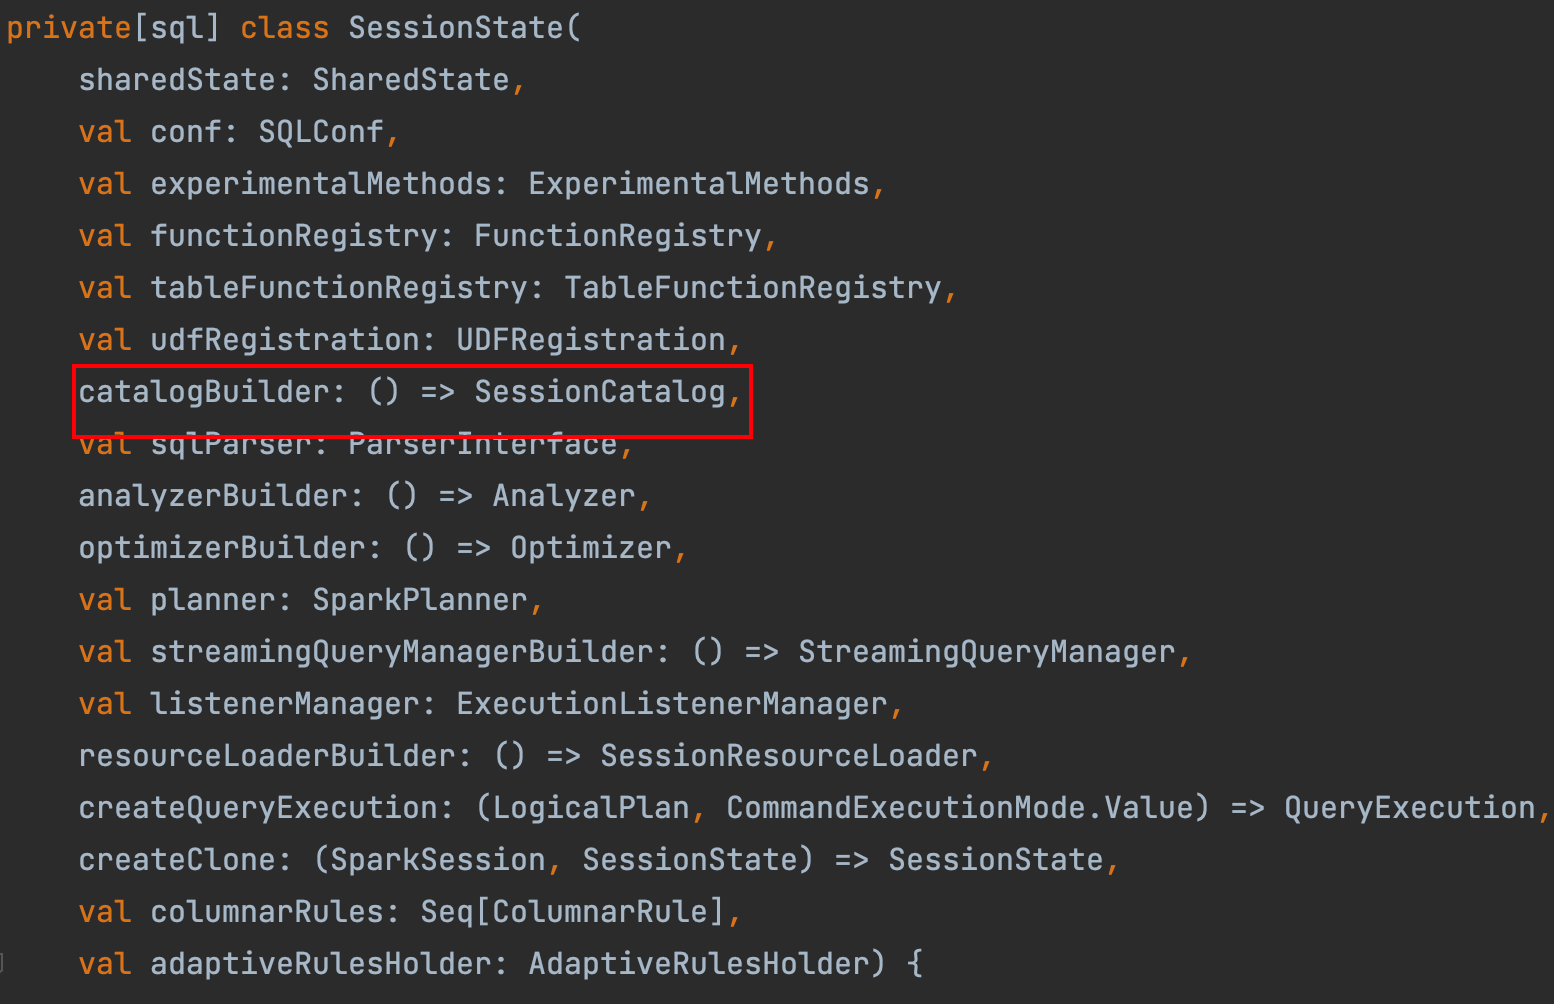 private[sql] class SessionState(
sharedState: SharedState,
val conf: SQLConf,
val experimentalMethods: ExperimentalMethods,
val functionRegistry: FunctionRegistry,
val tableFunctionRegistry: TableFunctionRegistry,
val udfRegistration: UDFRegistration,
catalogBuilder: () => SessionCatalog,
val sqlParser: ParserInterface,
analyzerBuilder: () => Analyzer,
optimizerBuilder: () => Optimizer,
val planner: SparkPlanner,
val streamingQueryManagerBuilder: () => StreamingQueryManager,
val listenerManager: ExecutionListenerManager,
resourceLoaderBuilder: () => SessionResourceLoader,
createQueryExecution: (LogicalPlan, CommandExecutionMode.Value) => QueryExecution,
createClone: (SparkSession, SessionState) => SessionState,
val columnarRules: Seq[ColumnarRule],
val adaptiveRulesHolder: AdaptiveRulesHolder) {